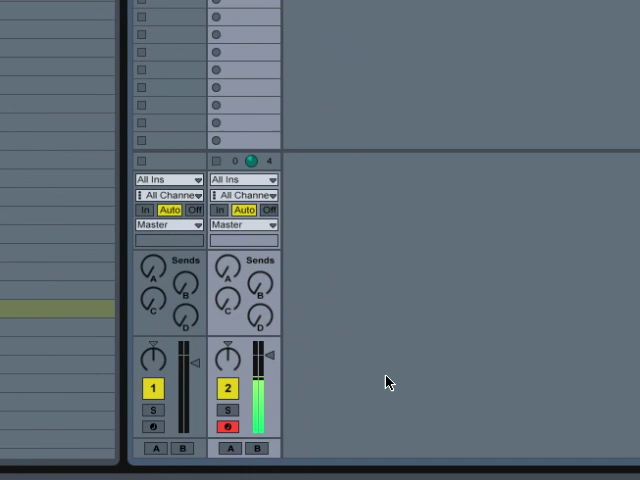 0 4
All Ins All Ins
All Channe All Channe
In Auto Off In Auto Off
Master Master
Sends Sends
A A
B B
C C
D D
1 2
S S
A B A B